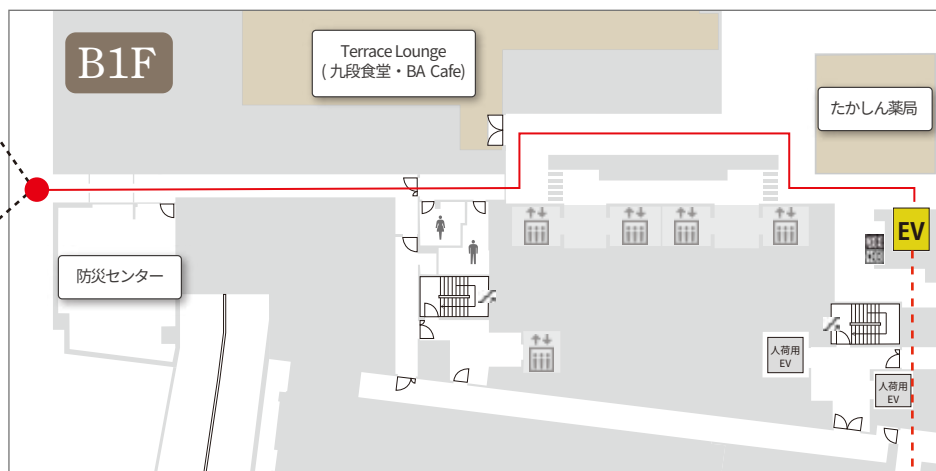 B1F
Terrace Lounge
( 九段食堂・BA Cafe)
たかしん薬局
EV
防災センター
人荷用
EV
人荷用
EV